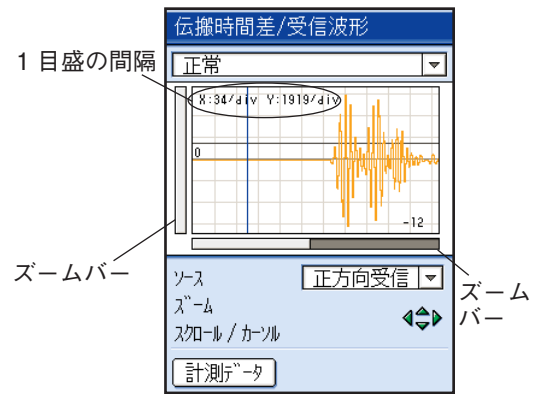 伝搬時間差/受信波形
1 目盛の間隔
正常
X:34/div Y:1919/div
0
-12
ズームバー
ソース
正方向受信
ズーム
バー
ズーム
スクロール / カーソル
計測データ